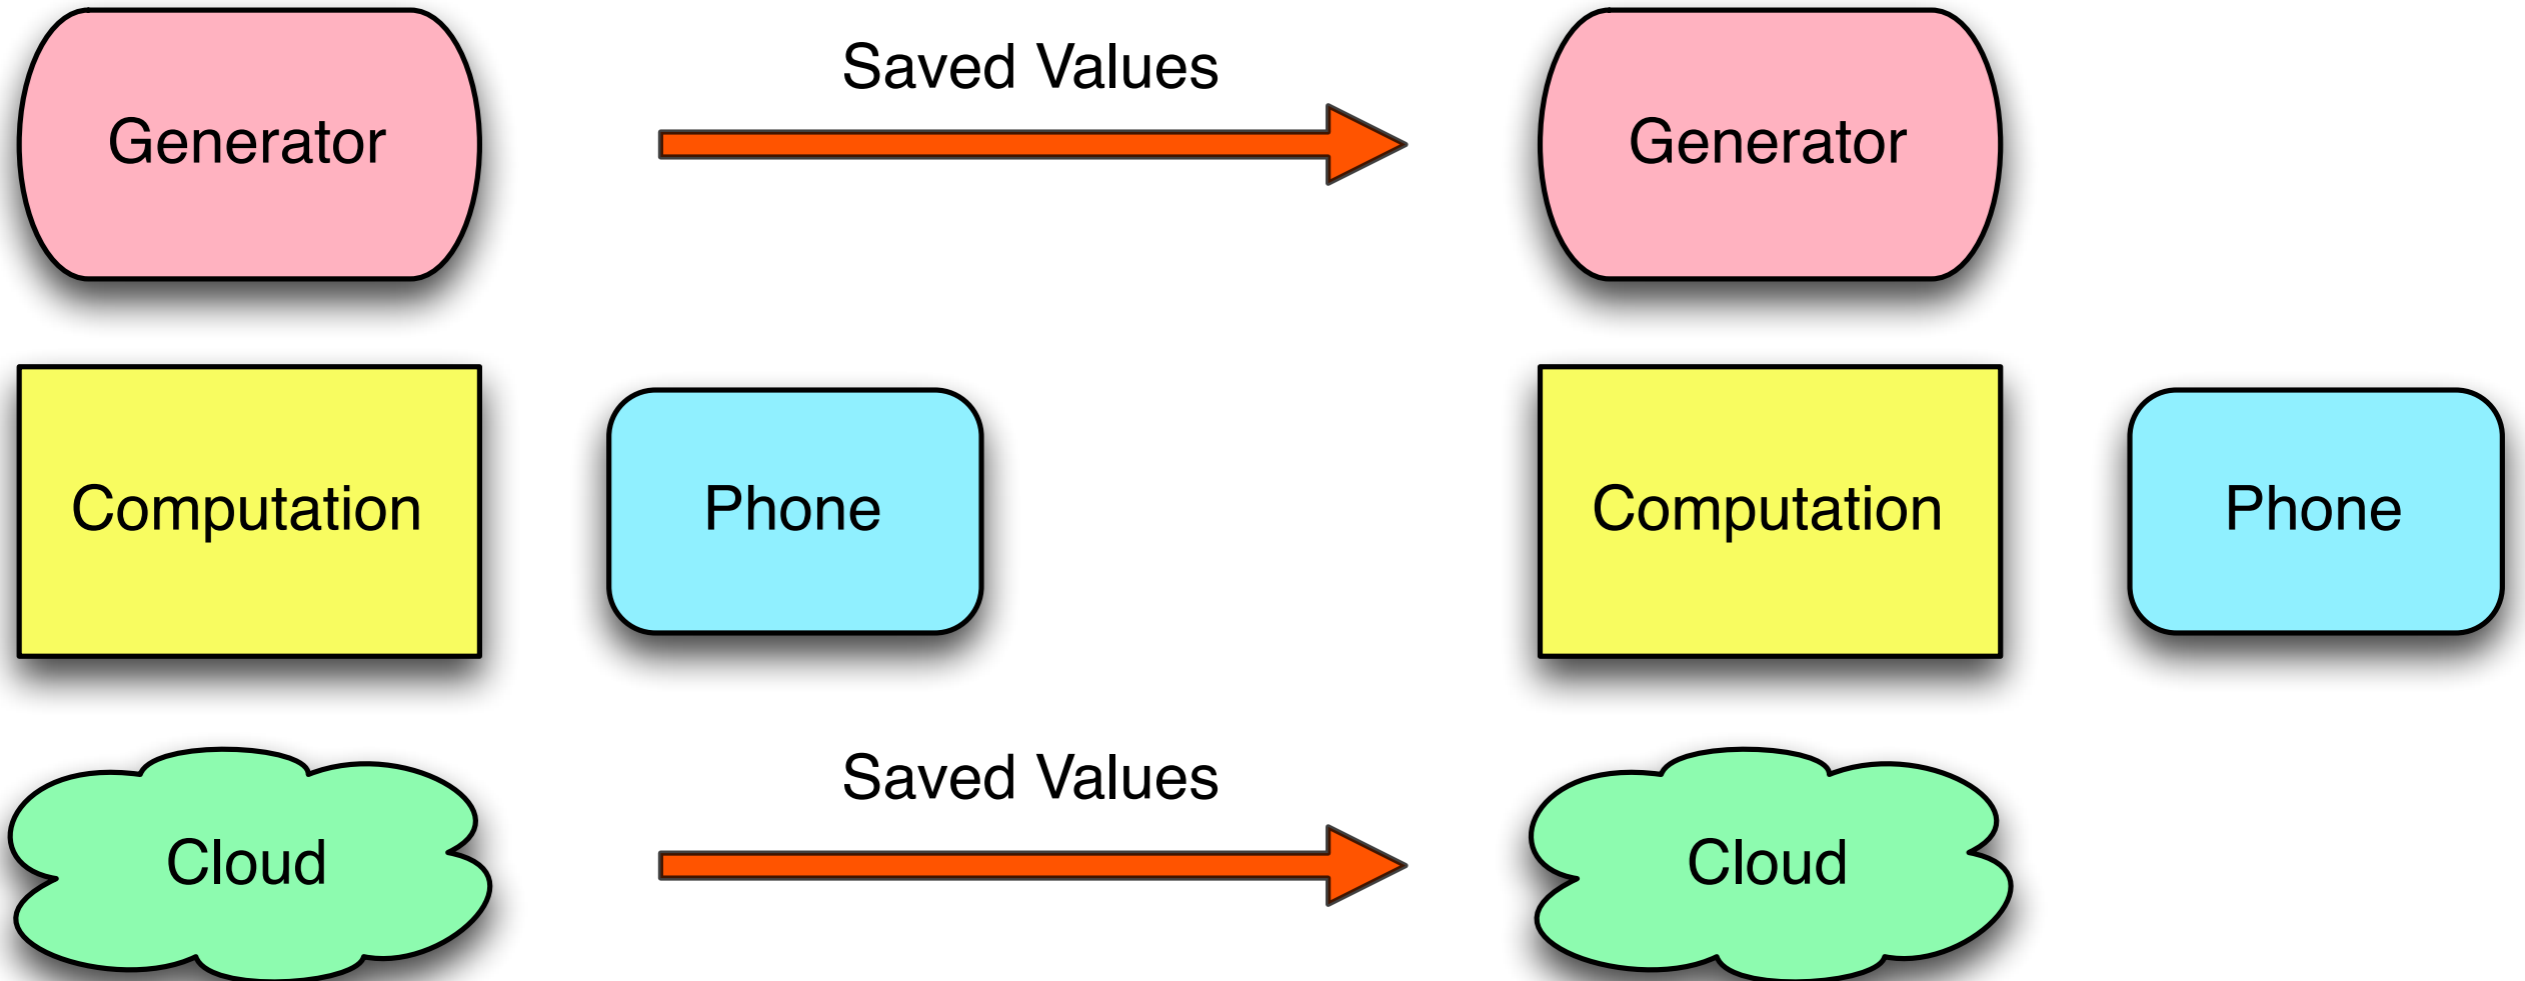 Saved Values
Generator
Generator
Computation
Phone
Computation
Phone
Saved Values
Cloud
Cloud